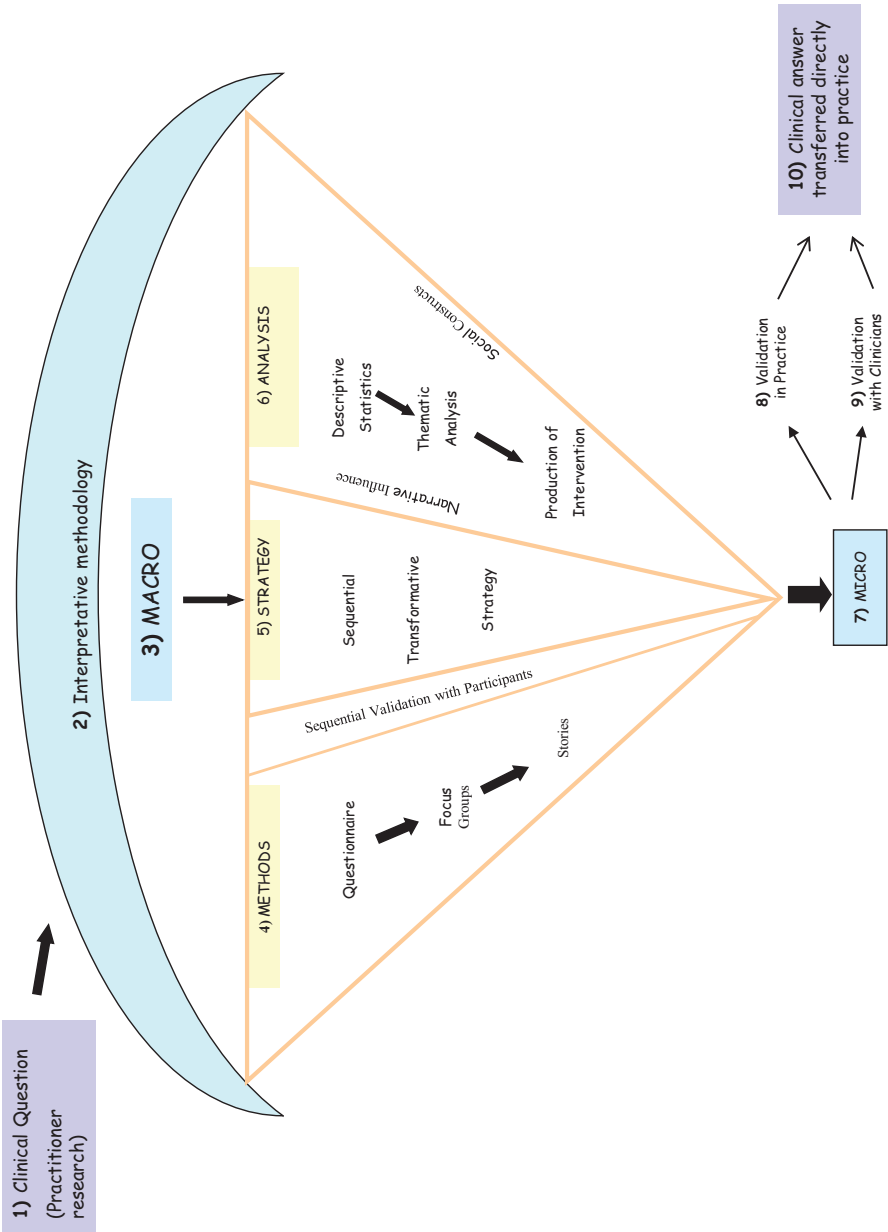 1) Clinical Question
(Practitioner
research)
2) Interpretative methodology
3) MACRO
4) METHODS
Questionnaire
Focus
Groups
Stories
Sequential Validation with Participants
5) STRATEGY
Sequential
Transformative
Strategy
Narrative Influence
6) ANALYSIS
Descriptive
Statistics
Thematic
Analysis
Production of
Intervention
Social Constructs
7) MICRO
8) Validation
in Practice
9) Validation
with Clinicians
10) Clinical answer
transferred directly
into practice